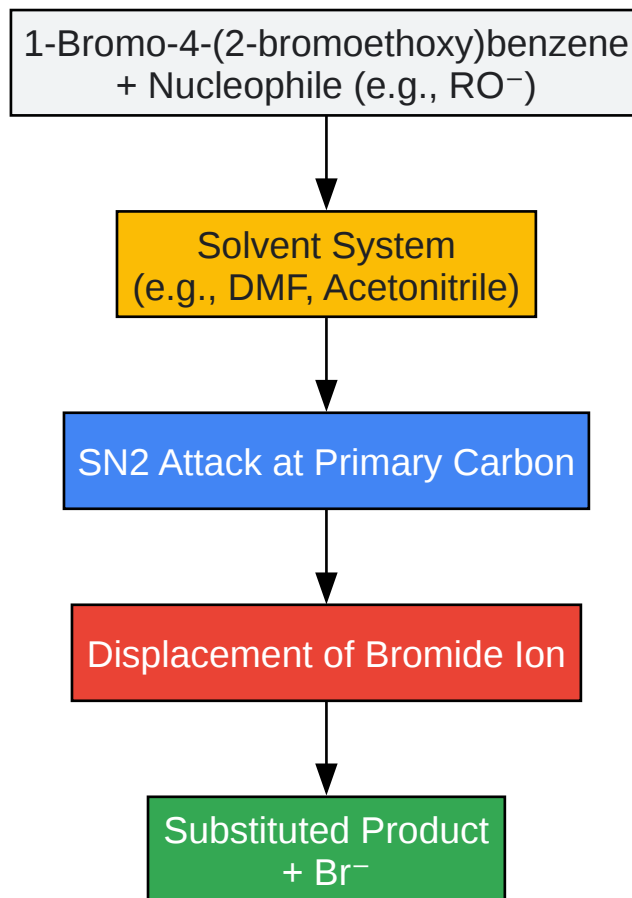 1-Bromo-4-(2-bromoethoxy)benzene
+ Nucleophile (e.g., RO⁻)
Solvent System
(e.g., DMF, Acetonitrile)
SN2 Attack at Primary Carbon
Displacement of Bromide Ion
Substituted Product
+ Br⁻